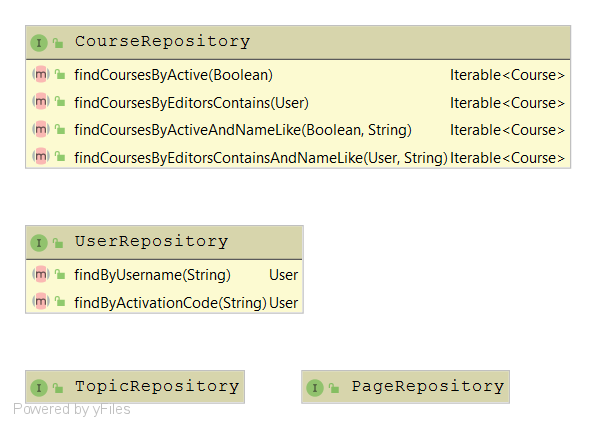 CourseRepository
findCoursesByActive(Boolean) Iterable<Course>
findCoursesByEditorsContains(User) Iterable<Course>
findCoursesByActiveAndNameLike(Boolean, String) Iterable<Course>
findCoursesByEditorsContainsAndNameLike(User, String) Iterable<Course>
UserRepository
findByUsername(String) User
findByActivationCode(String) User
TopicRepository PageRepository
Powered by yFiles